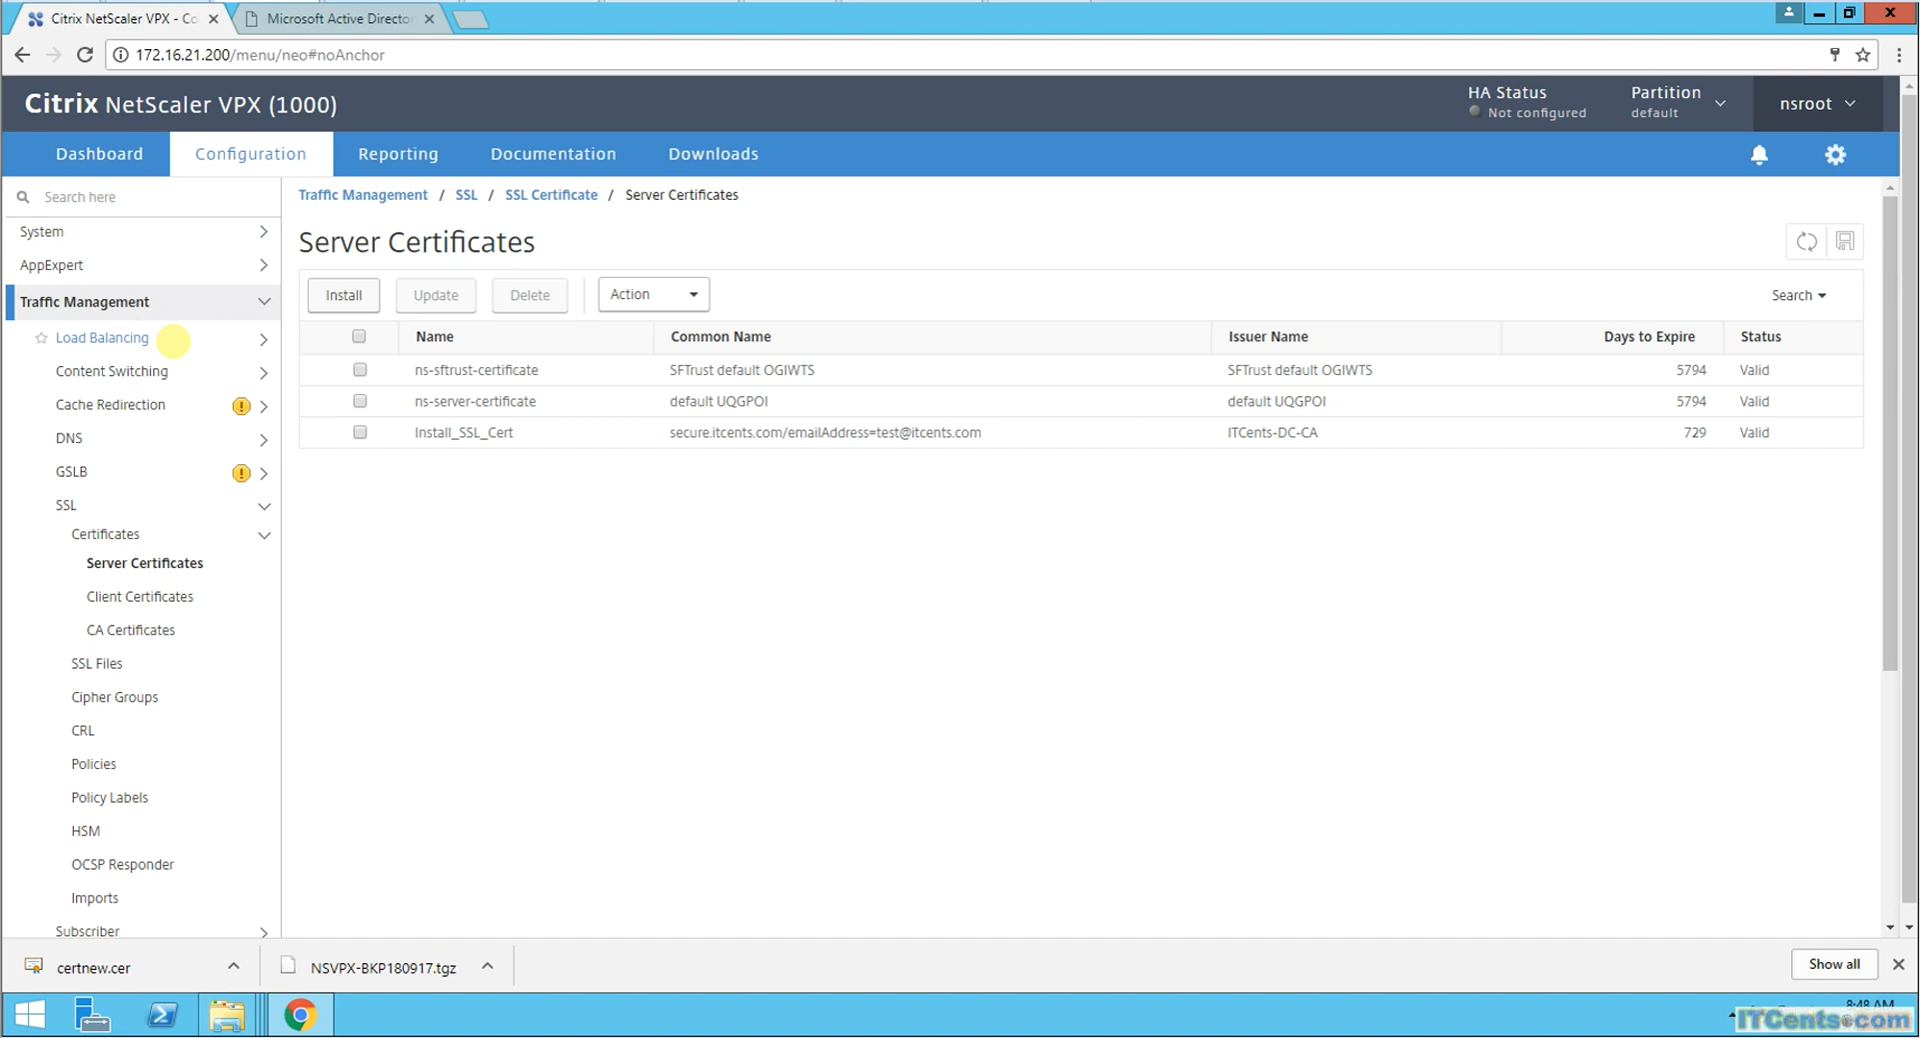 Citrix NetScaler VPX - Co
Microsoft Active Director
172.16.21.200/menu/neo#noAnchor
Citrix NetScaler VPX (1000)
HA Status
Not configured
Partition
default
nsroot
Dashboard
Configuration
Reporting
Documentation
Downloads
Search here
System
AppExpert
Traffic Management
Load Balancing
Content Switching
Cache Redirection
DNS
GSLB
SSL
Certificates
Server Certificates
Client Certificates
CA Certificates
SSL Files
Cipher Groups
CRL
Policies
Policy Labels
HSM
OCSP Responder
Imports
Subscriber
Traffic Management / SSL / SSL Certificate / Server Certificates
Server Certificates
Install Update Delete Action Search
Name Common Name Issuer Name Days to Expire Status
ns-sftrust-certificate SFTrust default OGIWTS SFTrust default OGIWTS 5794 Valid
ns-server-certificate default UQGPOI default UQGPOI 5794 Valid
Install_SSL_Cert secure.itcents.com/emailAddress=test@itcents.com ITCents-DC-CA 729 Valid
certnew.cer
NSVPX-BKP180917.tgz
Show all
8:48 AM
ITCents.com